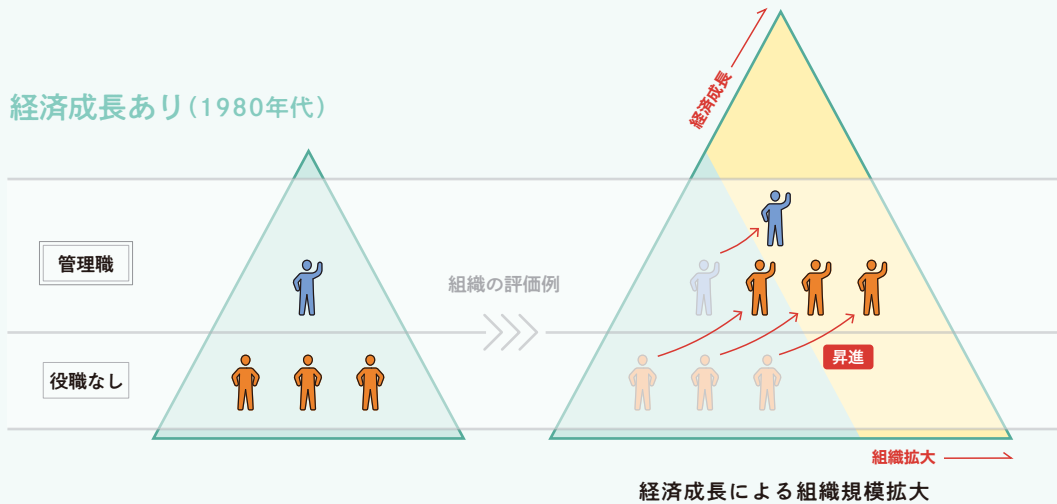 経済成長あり(1980年代)
経済成長
管理職
組織の評価例
役職なし
昇進
組織拡大
経済成長による組織規模拡大